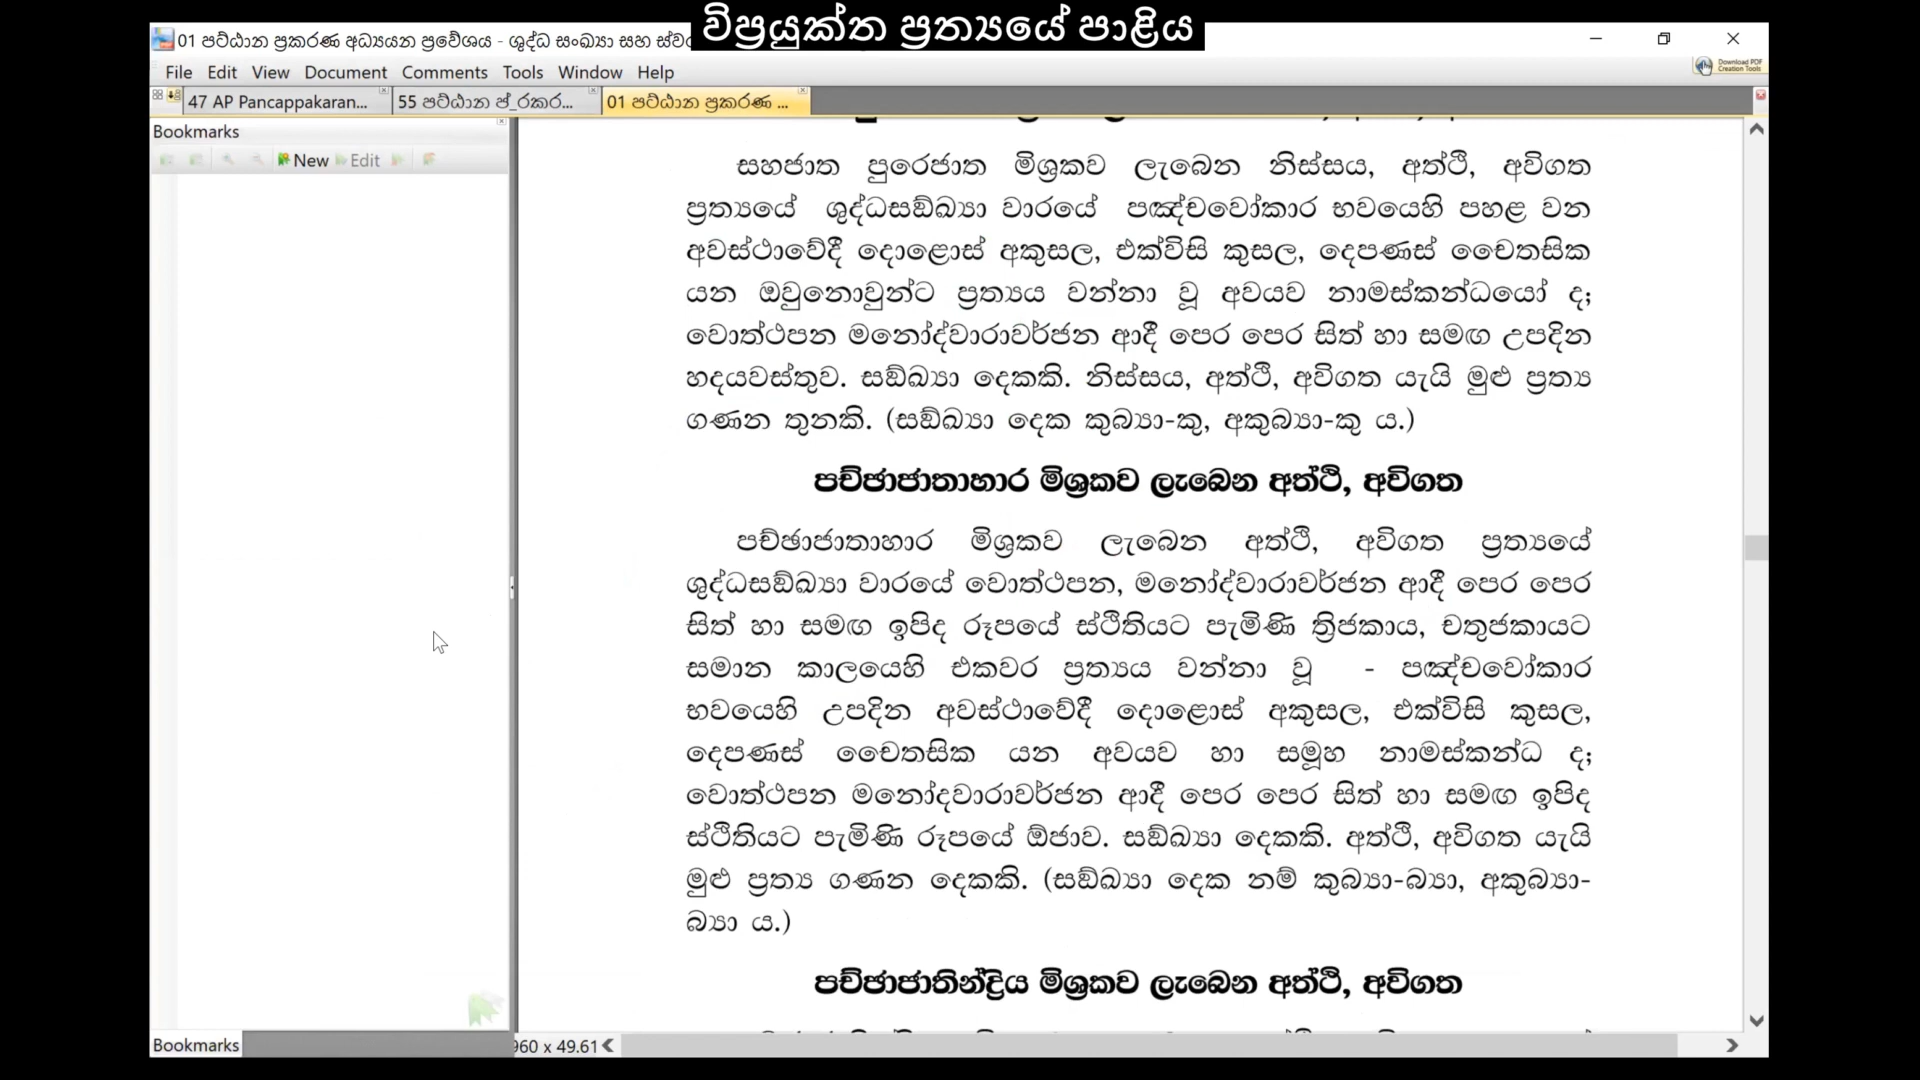 විප්‍රයුක්ත ප්‍රත්‍යයේ පාළිය
01 පට්ඨාන ප්‍රකරණ අධ්‍යයන ප්‍රවේශය - ශුද්ධ සංඛ්‍යා සහ
File Edit View Document Comments Tools Window Help
Download PDF
Creation Tools
47 AP Pancappakaran... 55 පට්ඨාන ප්_රකර... 01 පට්ඨාන ප්‍රකරණ ...
Bookmarks
New Edit
සහජාත පුරෙජාත මිශ්‍රකව ලැබෙන නිස්සය, අත්ථි, අවිගත
ප්‍රත්‍යයේ ශුද්ධසඞ්ඛ්‍යා වාරයේ පඤ්චවෝකාර භවයෙහි පහළ වන
අවස්ථාවේදී දොළොස් අකුසල, එක්විසි කුසල, දෙපණස් චෛතසික
යන ඔවුනොවුන්ට ප්‍රත්‍යය වන්නා වූ අවයව නාමස්කන්ධයෝ ද;
වොත්ථපන මනෝද්වාරාවර්ජන ආදී පෙර පෙර සිත් හා සමඟ උපදින
හදයවස්තුව. සඞ්ඛ්‍යා දෙකකි. නිස්සය, අත්ථි, අවිගත යැයි මුළු ප්‍රත්‍ය
ගණන තුනකි. (සඞ්ඛ්‍යා දෙක කුබ්‍යා-කු, අකුබ්‍යා-කු ය.)
පච්ඡාජාතාහාර මිශ්‍රකව ලැබෙන අත්ථි, අවිගත
පච්ඡාජාතාහාර මිශ්‍රකව ලැබෙන අත්ථි, අවිගත ප්‍රත්‍යයේ
ශුද්ධසඞ්ඛ්‍යා වාරයේ වොත්ථපන, මනෝද්වාරාවර්ජන ආදී පෙර පෙර
සිත් හා සමඟ ඉපිද රූපයේ ස්ථිතියට පැමිණි ත්‍රිජකාය, චතුජකායට
සමාන කාලයෙහි එකවර ප්‍රත්‍යය වන්නා වූ - පඤ්චවෝකාර
භවයෙහි උපදින අවස්ථාවේදී දොළොස් අකුසල, එක්විසි කුසල,
දෙපණස් චෛතසික යන අවයව හා සමූහ නාමස්කන්ධ ද;
වොත්ථපන මනෝදවාරාවර්ජන ආදී පෙර පෙර සිත් හා සමඟ ඉපිද
ස්ථිතියට පැමිණි රූපයේ ඕජාව. සඞ්ඛ්‍යා දෙකකි. අත්ථි, අවිගත යැයි
මුළු ප්‍රත්‍ය ගණන දෙකකි. (සඞ්ඛ්‍යා දෙක නම් කුබ්‍යා-බ්‍යා, අකුබ්‍යා-
බ්‍යා ය.)
පච්ඡාජාතින්ද්‍රිය මිශ්‍රකව ලැබෙන අත්ථි, අවිගත
Bookmarks
960 x 49.61